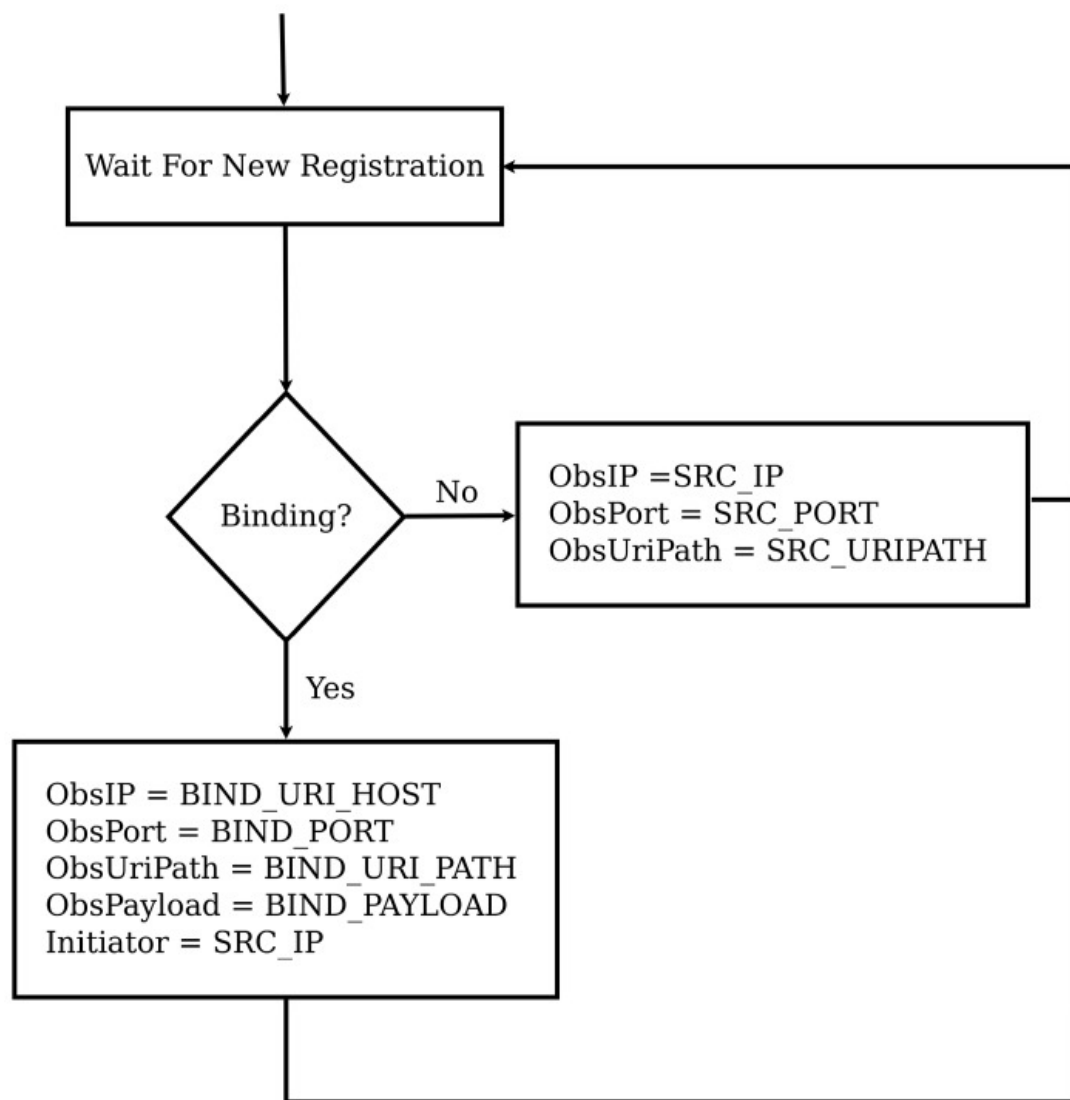 Wait For New Registration
Binding?
No
ObsIP =SRC_IP
ObsPort = SRC_PORT
ObsUriPath = SRC_URIPATH
Yes
ObsIP = BIND_URI_HOST
ObsPort = BIND_PORT
ObsUriPath = BIND_URI_PATH
ObsPayload = BIND_PAYLOAD
Initiator = SRC_IP